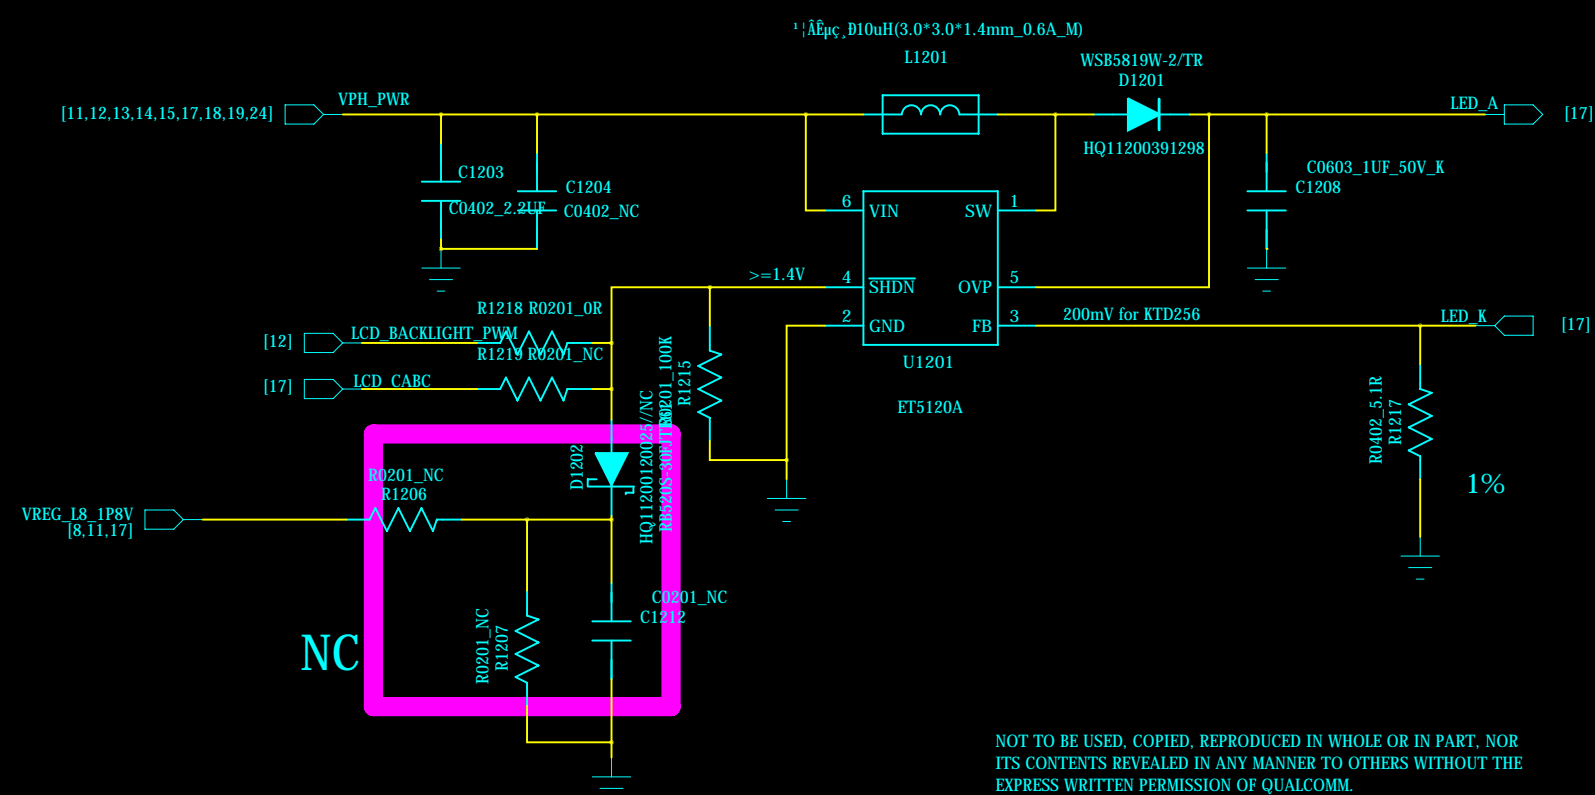 ¹¦ÂÊµç¸Ð10uH(3.0*3.0*1.4mm_0.6A_M)
L1201
WSB5819W-2/TR
D1201
HQ11200391298
[11,12,13,14,15,17,18,19,24]
VPH_PWR
LED_A
[17]
C1203
C0402_2.2UF
C1204
C0402_NC
C0603_1UF_50V_K
C1208
6
VIN
SW
1
>=1.4V
4
SHDN
OVP
5
2
GND
FB
3
200mV for KTD256
LED_K
[17]
U1201
ET5120A
R1218 R0201_0R
[12]
LCD_BACKLIGHT_PWM
R1219 R0201_NC
[17]
LCD_CABC
R0201_100K
R1215
R0402_5.1R
R1217
1%
D1202
HQ11200120025//NC
R0201_NC
R1206
VREG_L8_1P8V
[8,11,17]
R0201_NC
R1207
C0201_NC
C1212
NC
NOT TO BE USED, COPIED, REPRODUCED IN WHOLE OR IN PART, NOR
ITS CONTENTS REVEALED IN ANY MANNER TO OTHERS WITHOUT THE
EXPRESS WRITTEN PERMISSION OF QUALCOMM.